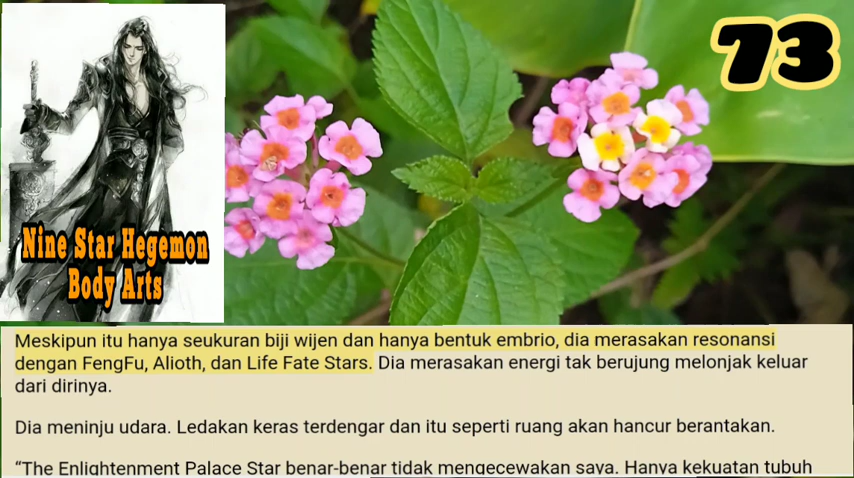 73
Nine Star Hegemon
Body Arts
Meskipun itu hanya seukuran biji wijen dan hanya bentuk embrio, dia merasakan resonansi
dengan FengFu, Alioth, dan Life Fate Stars. Dia merasakan energi tak berujung melonjak keluar
dari dirinya.
Dia meninju udara. Ledakan keras terdengar dan itu seperti ruang akan hancur berantakan.
“The Enlightenment Palace Star benar-benar tidak mengecewakan saya. Hanya kekuatan tubuh